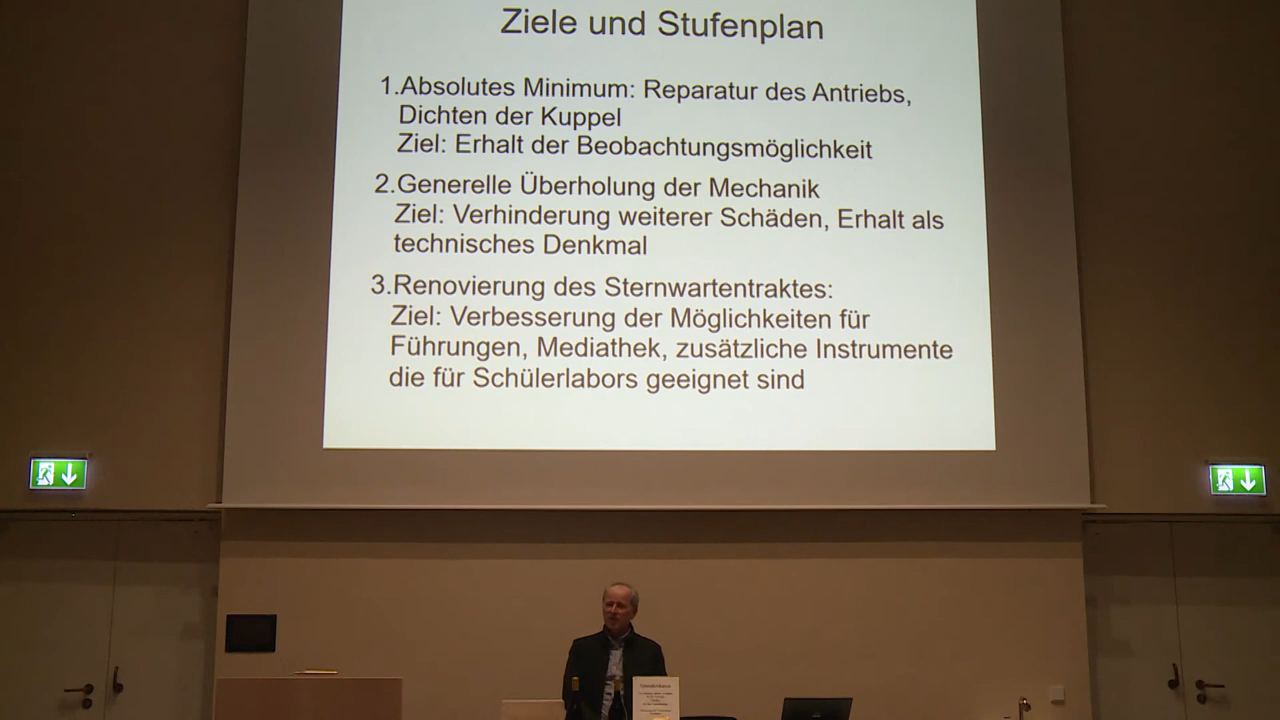 Ziele und Stufenplan
1.Absolutes Minimum: Reparatur des Antriebs,
Dichten der Kuppel
Ziel: Erhalt der Beobachtungsmöglichkeit
2.Generelle Überholung der Mechanik
Ziel: Verhinderung weiterer Schäden, Erhalt als
technisches Denkmal
3.Renovierung des Sternwartentraktes:
Ziel: Verbesserung der Möglichkeiten für
Führungen, Mediathek, zusätzliche Instrumente
die für Schülerlabors geeignet sind